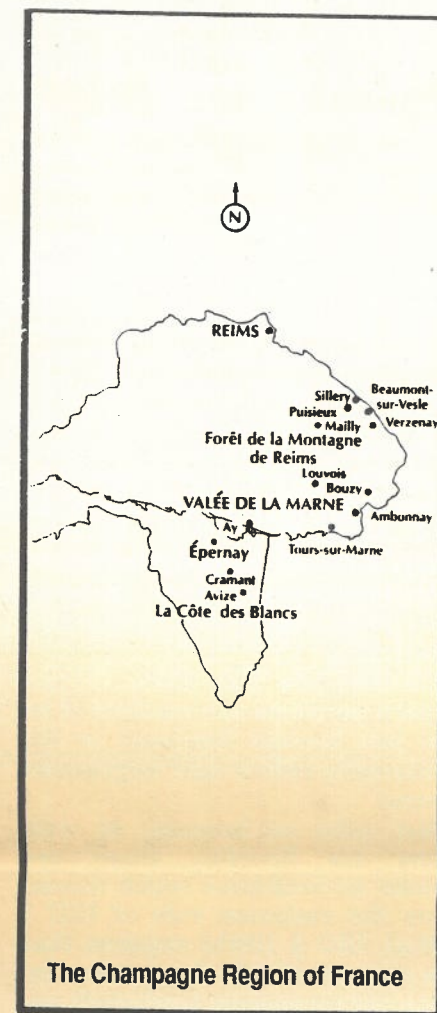 N
REIMS
Sillery
Beaumont-
sur-Vesle
Puisieux
Mailly
Verzenay
Forêt de la Montagne
de Reims
Louvois
Bouzy
VALÉE DE LA MARNE
Ambunnay
Ay
Tours-sur-Marne
Épernay
Cramant
Avize
La Côte des Blancs
The Champagne Region of France